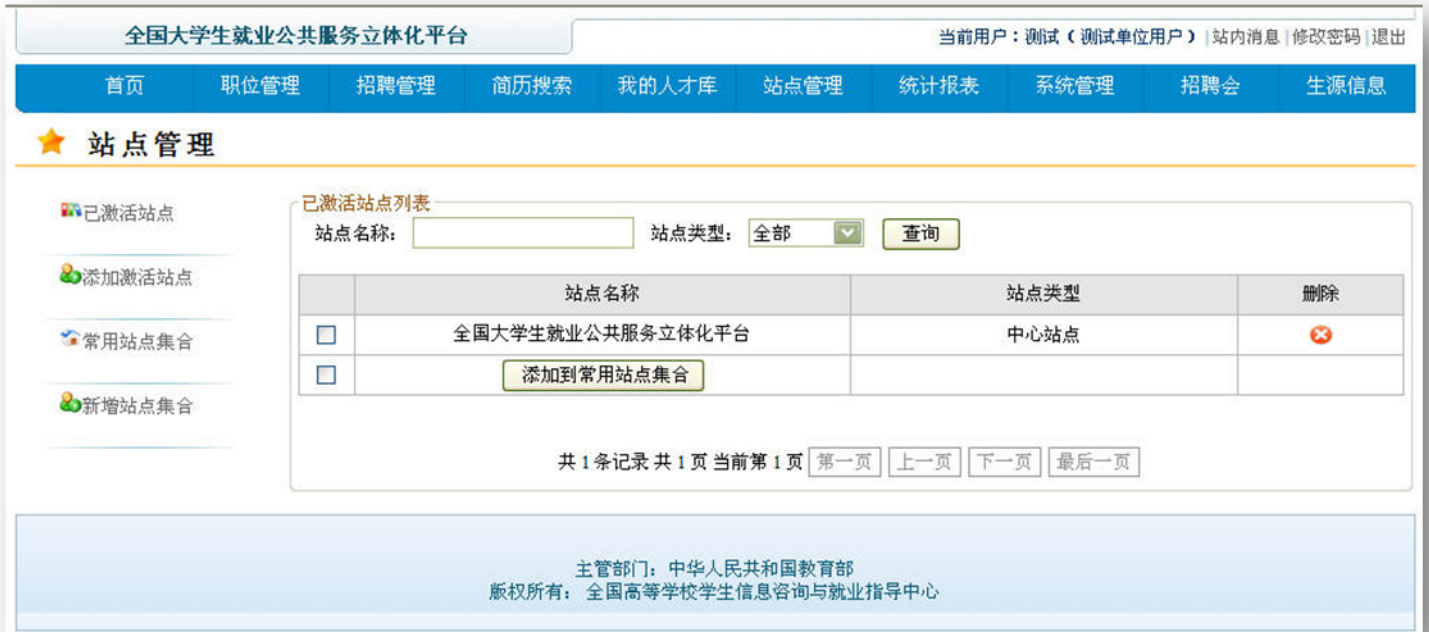 全国大学生就业公共服务立体化平台
当前用户：测试（测试单位用户） |站内消息|修改密码|退出
首页 职位管理 招聘管理 简历搜索 我的人才库 站点管理 统计报表 系统管理 招聘会 生源信息
站点管理
已激活站点
添加激活站点
常用站点集合
新增站点集合
已激活站点列表
站点名称： 站点类型： 全部 查询
站点名称 站点类型 删除
全国大学生就业公共服务立体化平台 中心站点
添加到常用站点集合
共 1 条记录 共 1 页 当前第 1 页 第一页 上一页 下一页 最后一页
主管部门：中华人民共和国教育部
版权所有： 全国高等学校学生信息咨询与就业指导中心